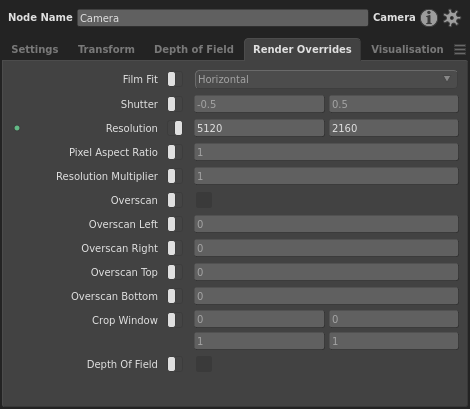 Node Name Camera Camera
Settings Transform Depth of Field Render Overrides Visualisation
Film Fit Horizontal
Shutter -0.5 0.5
Resolution 5120 2160
Pixel Aspect Ratio 1
Resolution Multiplier 1
Overscan
Overscan Left 0
Overscan Right 0
Overscan Top 0
Overscan Bottom 0
Crop Window 0 0
1 1
Depth Of Field